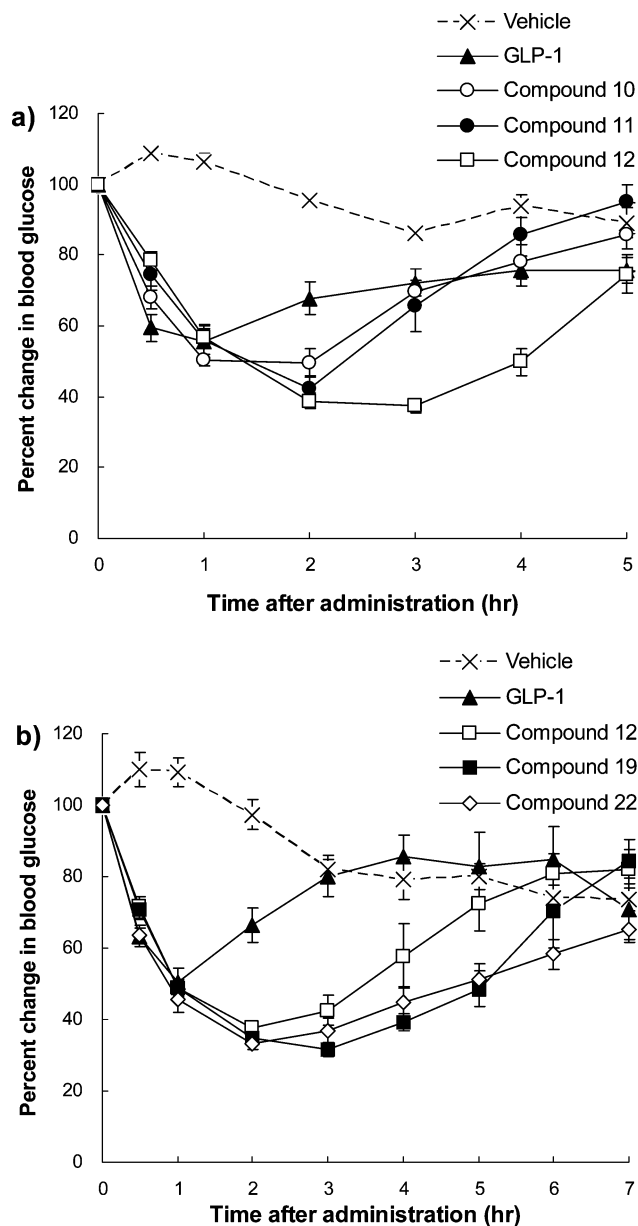 Vehicle
GLP-1
Compound 10
Compound 11
Compound 12
a)
Percent change in blood glucose
120
100
80
60
40
20
0
0 1 2 3 4 5
Time after administration (hr)
Vehicle
GLP-1
Compound 12
Compound 19
Compound 22
b)
Percent change in blood glucose
120
100
80
60
40
20
0
0 1 2 3 4 5 6 7
Time after administration (hr)